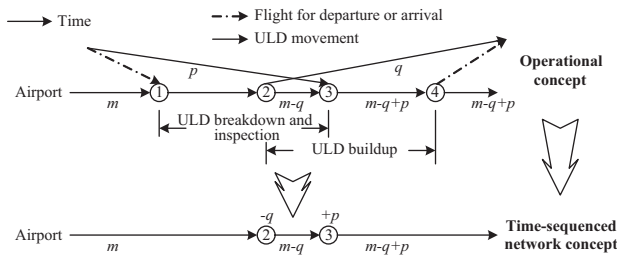 Time
Flight for departure or arrival
ULD movement
p
q
Operational
concept
Airport
m
1
2
m-q
3
m-q+p
4
m-q+p
ULD breakdown and
inspection
ULD buildup
-q
+p
Airport
m
2
m-q
3
m-q+p
Time-sequenced
network concept